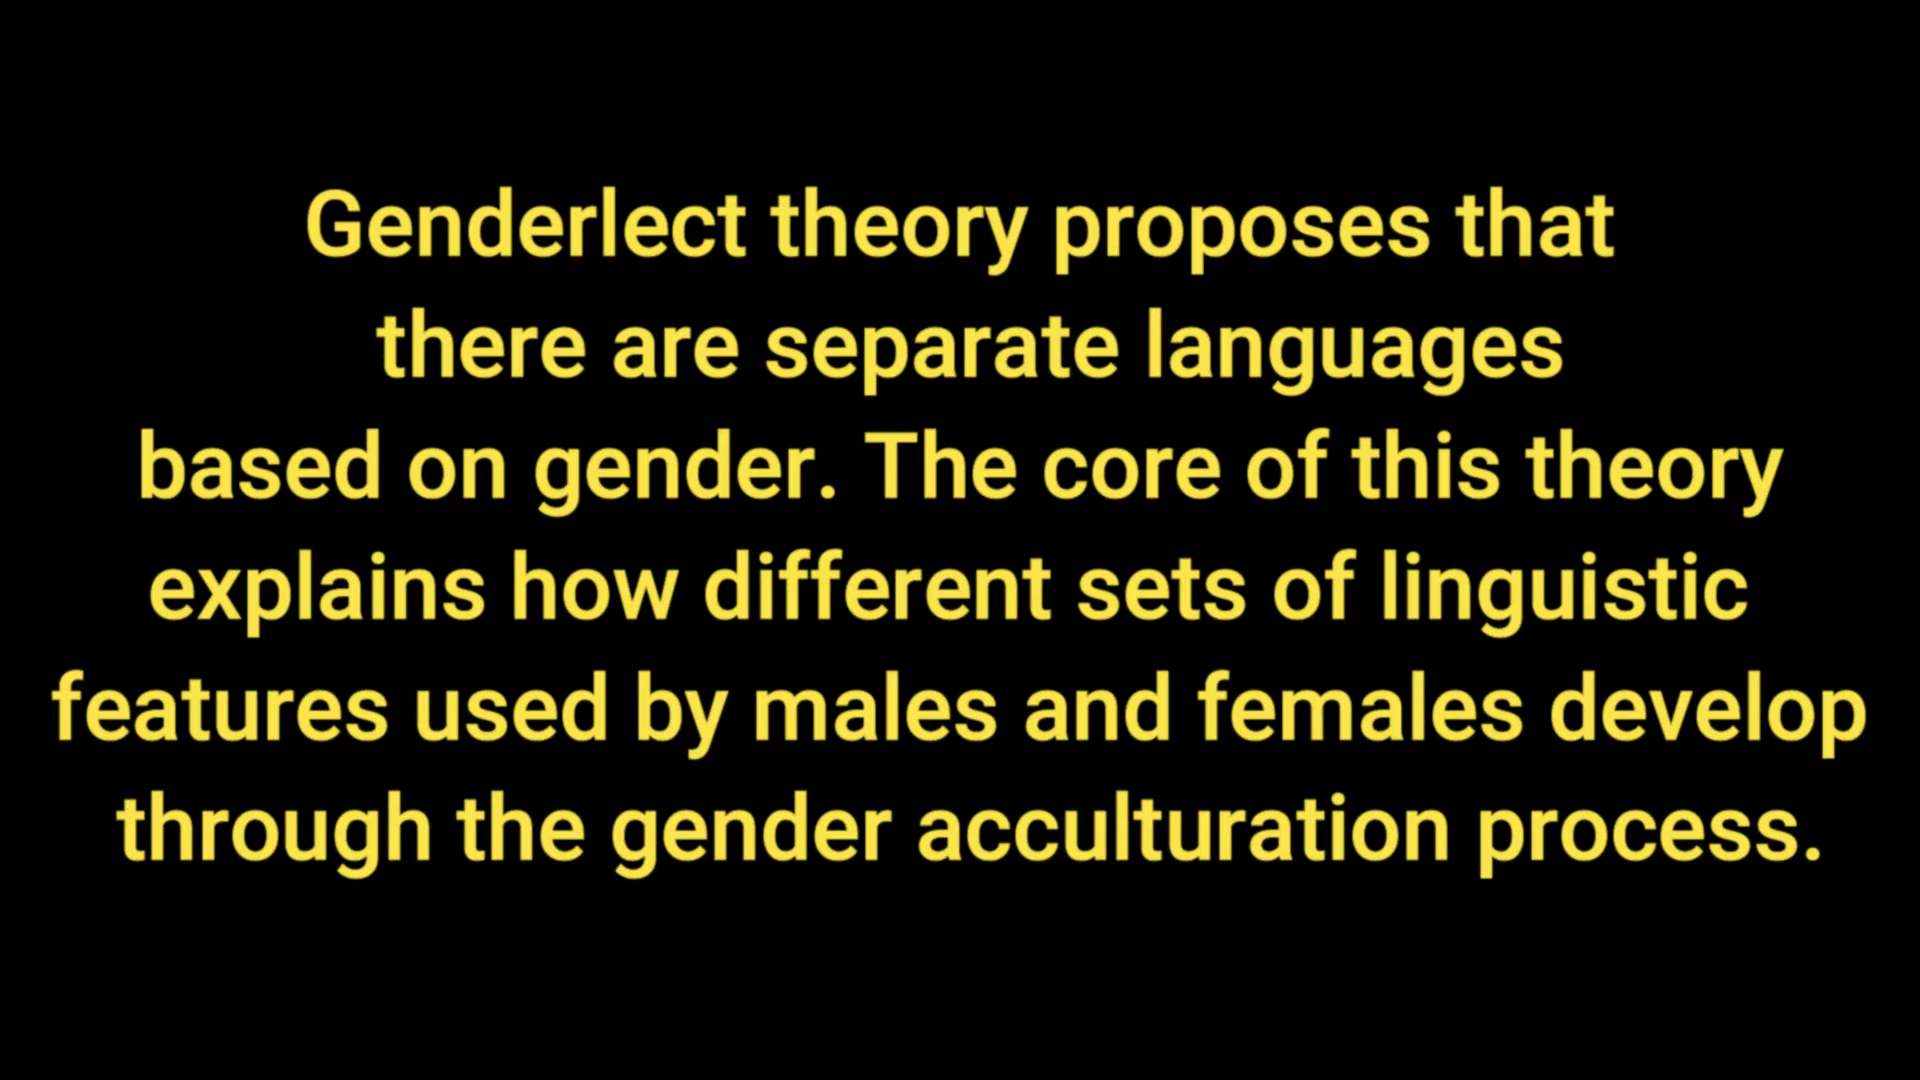 Genderlect theory proposes that
there are separate languages
based on gender. The core of this theory
explains how different sets of linguistic
features used by males and females develop
through the gender acculturation process.